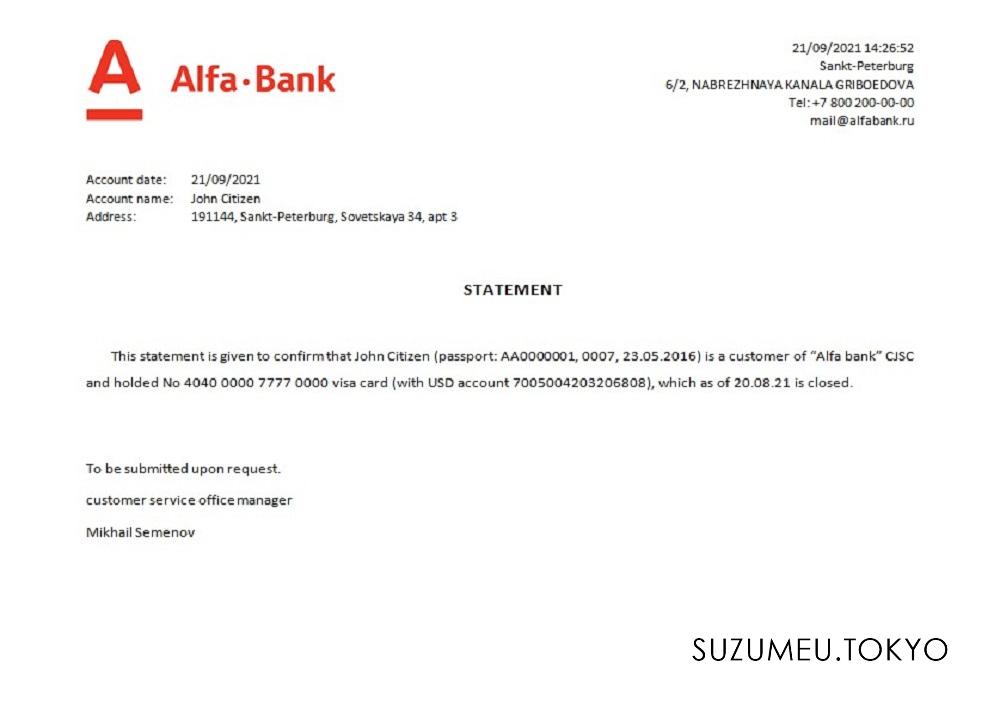 Alfa·Bank
21/09/2021 14:26:52
Sankt-Peterburg
6/2, NABREZHNAYA KANALA GRIBOEDOVA
Tel: +7 800 200-00-00
mail@alfabank.ru
Account date: 21/09/2021
Account name: John Citizen
Address: 191144, Sankt-Peterburg, Sovetskaya 34, apt 3
STATEMENT
This statement is given to confirm that John Citizen (passport: AA0000001, 0007, 23.05.2016) is a customer of “Alfa bank” CJSC
and holded No 4040 0000 7777 0000 visa card (with USD account 7005004203206808), which as of 20.08.21 is closed.
To be submitted upon request.
customer service office manager
Mikhail Semenov
SUZUMEU.TOKYO